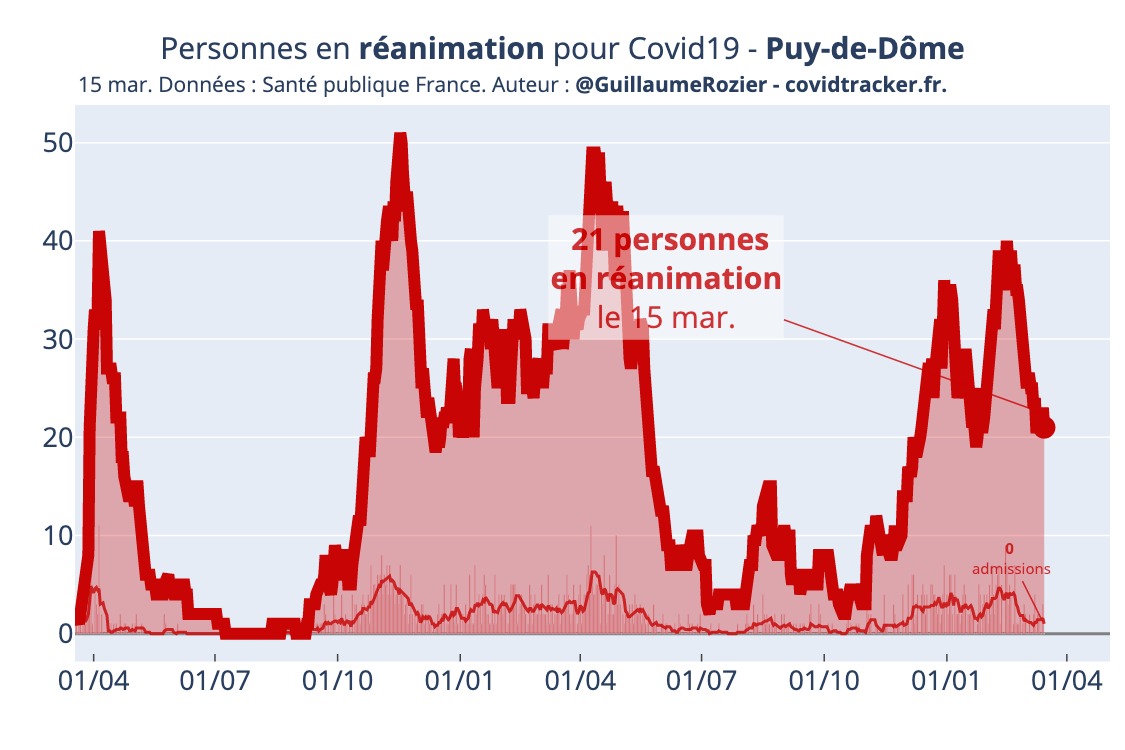 Personnes en réanimation pour Covid19 - Puy-de-Dôme
15 mar. Données : Santé publique France. Auteur : @GuillaumeRozier - covidtracker.fr.
50
40
30
20
10
0
21 personnes
en réanimation
le 15 mar.
0
admissions
01/04 01/07 01/10 01/01 01/04 01/07 01/10 01/01 01/04